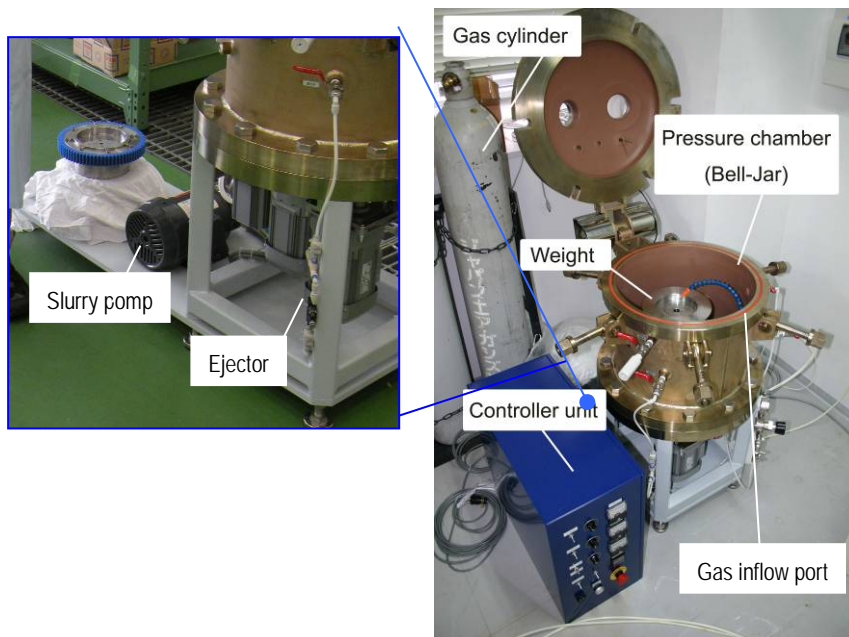 Gas cylinder
Pressure chamber
(Bell-Jar)
Weight
Slurry pomp
Ejector
Controller unit
Gas inflow port